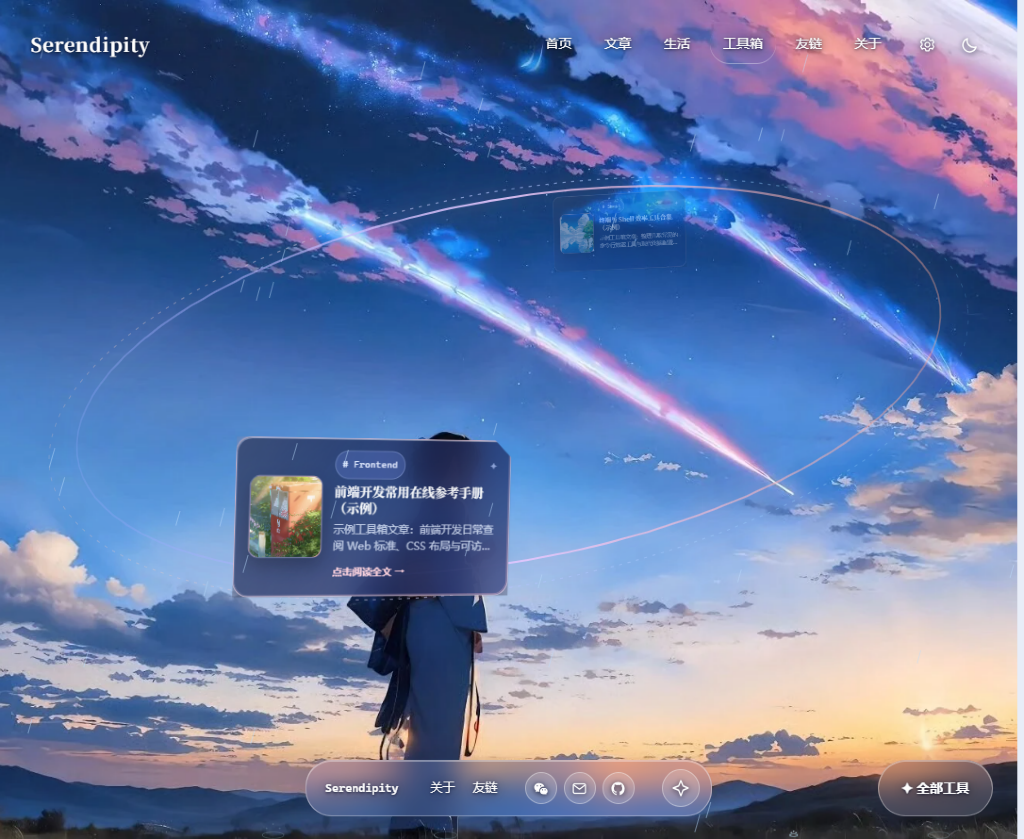 Serendipity
首页 文章 生活 工具箱 友链 关于
# Frontend
前端开发常用在线参考手册
（示例）
示例工具箱文章：前端开发日常查
阅 Web 标准、CSS 布局与可访...
点击阅读全文 →
Serendipity 关于 友链
✦ 全部工具